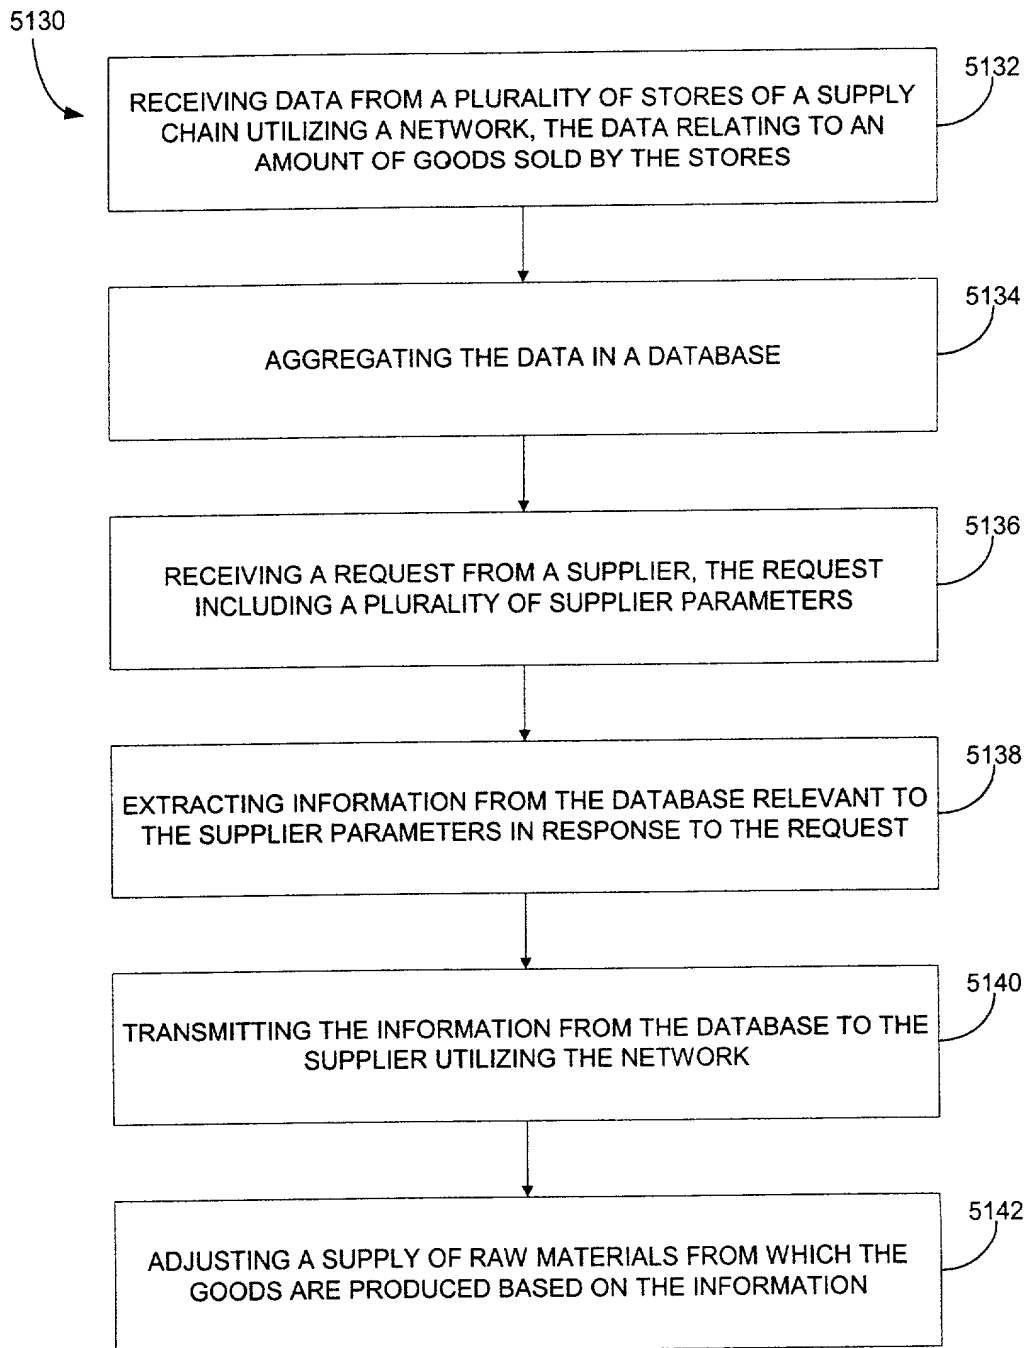 5130
5132
RECEIVING DATA FROM A PLURALITY OF STORES OF A SUPPLY
CHAIN UTILIZING A NETWORK, THE DATA RELATING TO AN
AMOUNT OF GOODS SOLD BY THE STORES
5134
AGGREGATING THE DATA IN A DATABASE
5136
RECEIVING A REQUEST FROM A SUPPLIER, THE REQUEST
INCLUDING A PLURALITY OF SUPPLIER PARAMETERS
5138
EXTRACTING INFORMATION FROM THE DATABASE RELEVANT TO
THE SUPPLIER PARAMETERS IN RESPONSE TO THE REQUEST
5140
TRANSMITTING THE INFORMATION FROM THE DATABASE TO THE
SUPPLIER UTILIZING THE NETWORK
5142
ADJUSTING A SUPPLY OF RAW MATERIALS FROM WHICH THE
GOODS ARE PRODUCED BASED ON THE INFORMATION